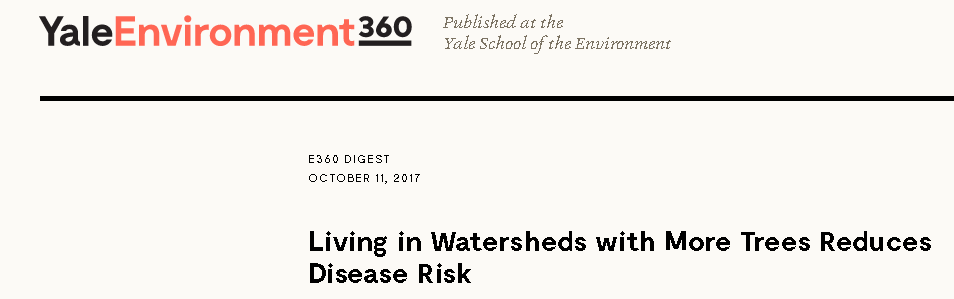 YaleEnvironment360
Published at the
Yale School of the Environment
E360 DIGEST
OCTOBER 11, 2017
Living in Watersheds with More Trees Reduces
Disease Risk